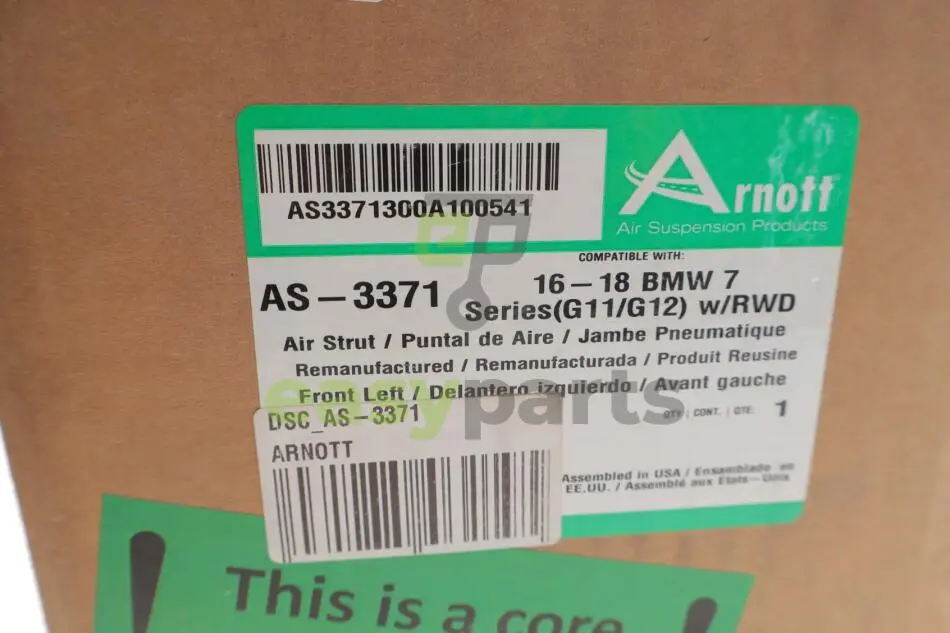 AS3371300A100541
Arnott
Air Suspension Products
COMPATIBLE WITH:
AS-3371
16-18 BMW 7
Series(G11/G12) w/RWD
Air Strut / Puntal de Aire / Jambe Pneumatique
Remanufactured / Remanufacturada / Produit Reusine
Front Left / Delantero izquierdo / Avant gauche
QTY | CONT. | QTE: 1
easyparts
DSC_AS-3371
ARNOTT
Assembled in USA / Ensamblado en
EE.UU. / Assemblé aux Etats-Unis
! This is a core !